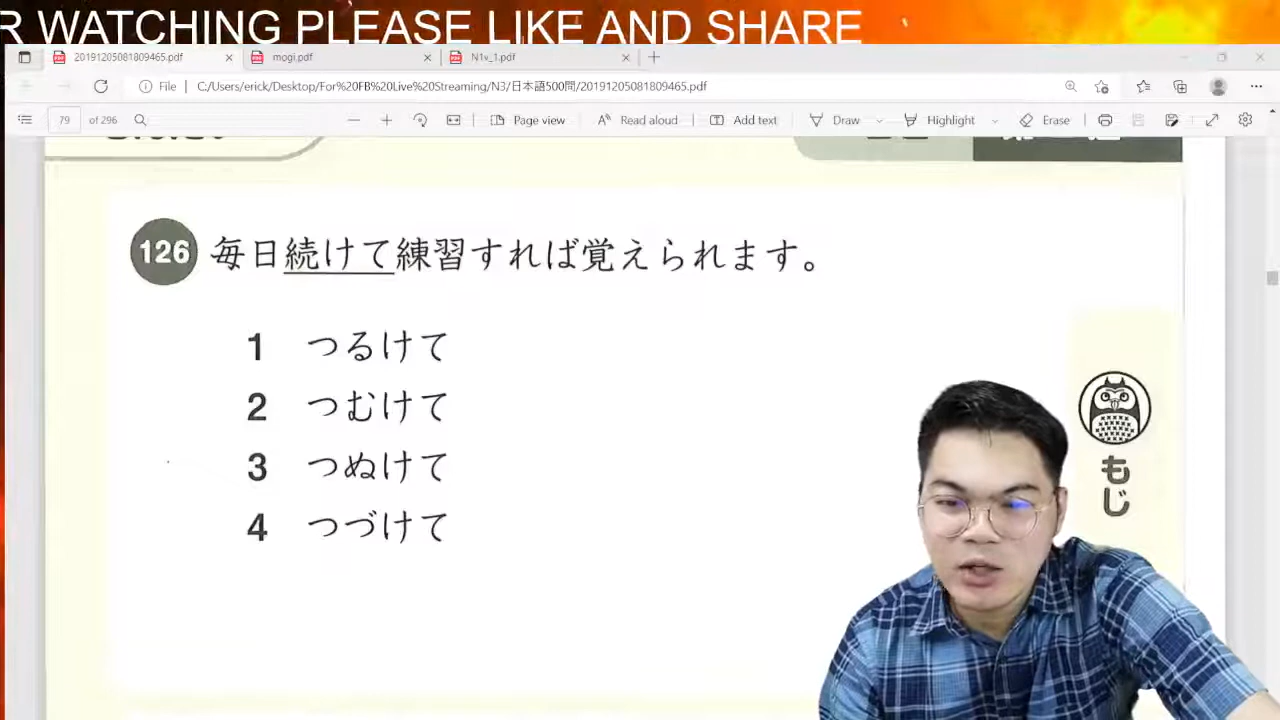 R WATCHING PLEASE LIKE AND SHARE
20191205081809465.pdf
mogi.pdf
N1v_1.pdf
File C:/Users/erick/Desktop/For%20FB%20Live%20Streaming/N3/日本語500問/20191205081809465.pdf
79 of 296 Page view Read aloud Add text Draw Highlight Erase
126 毎日続けて練習すれば覚えられます。
1 つるけて
2 つむけて
3 つぬけて
4 つづけて
もじ